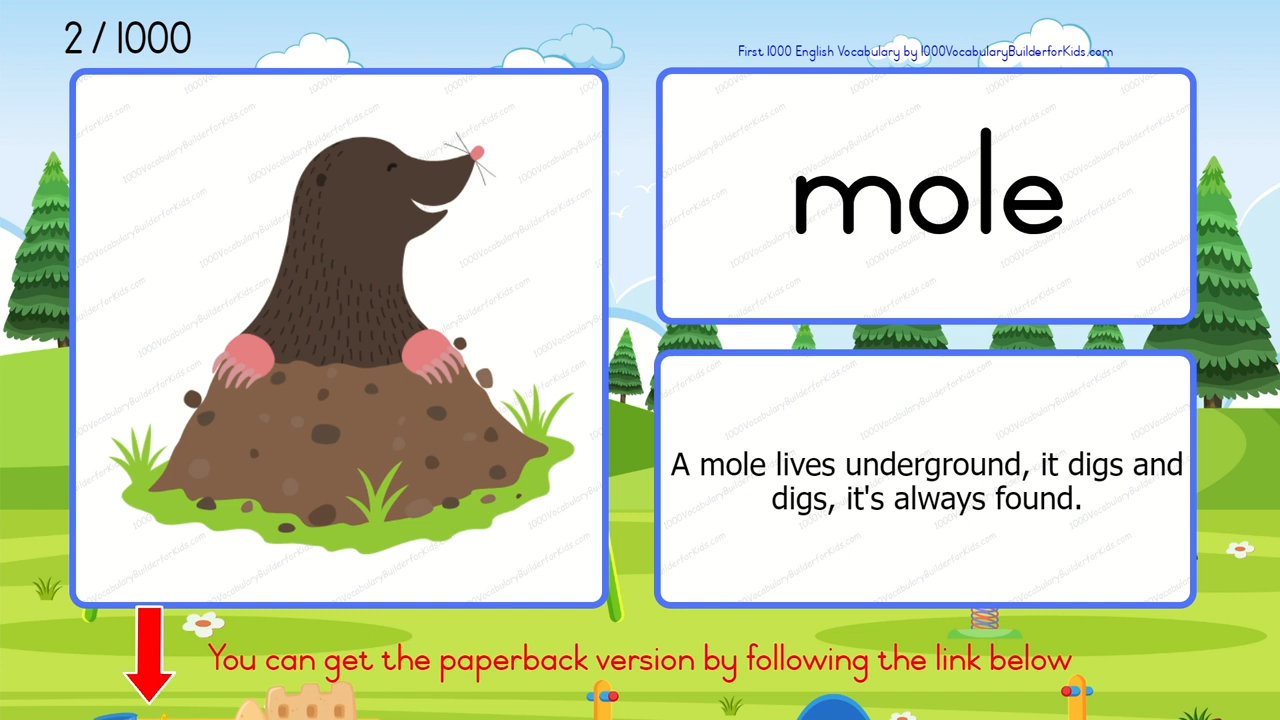 2 / 1000
First 1000 English Vocabulary by 1000VocabularyBuilderforKids.com
mole
A mole lives underground, it digs and
digs, it's always found.
You can get the paperback version by following the link below